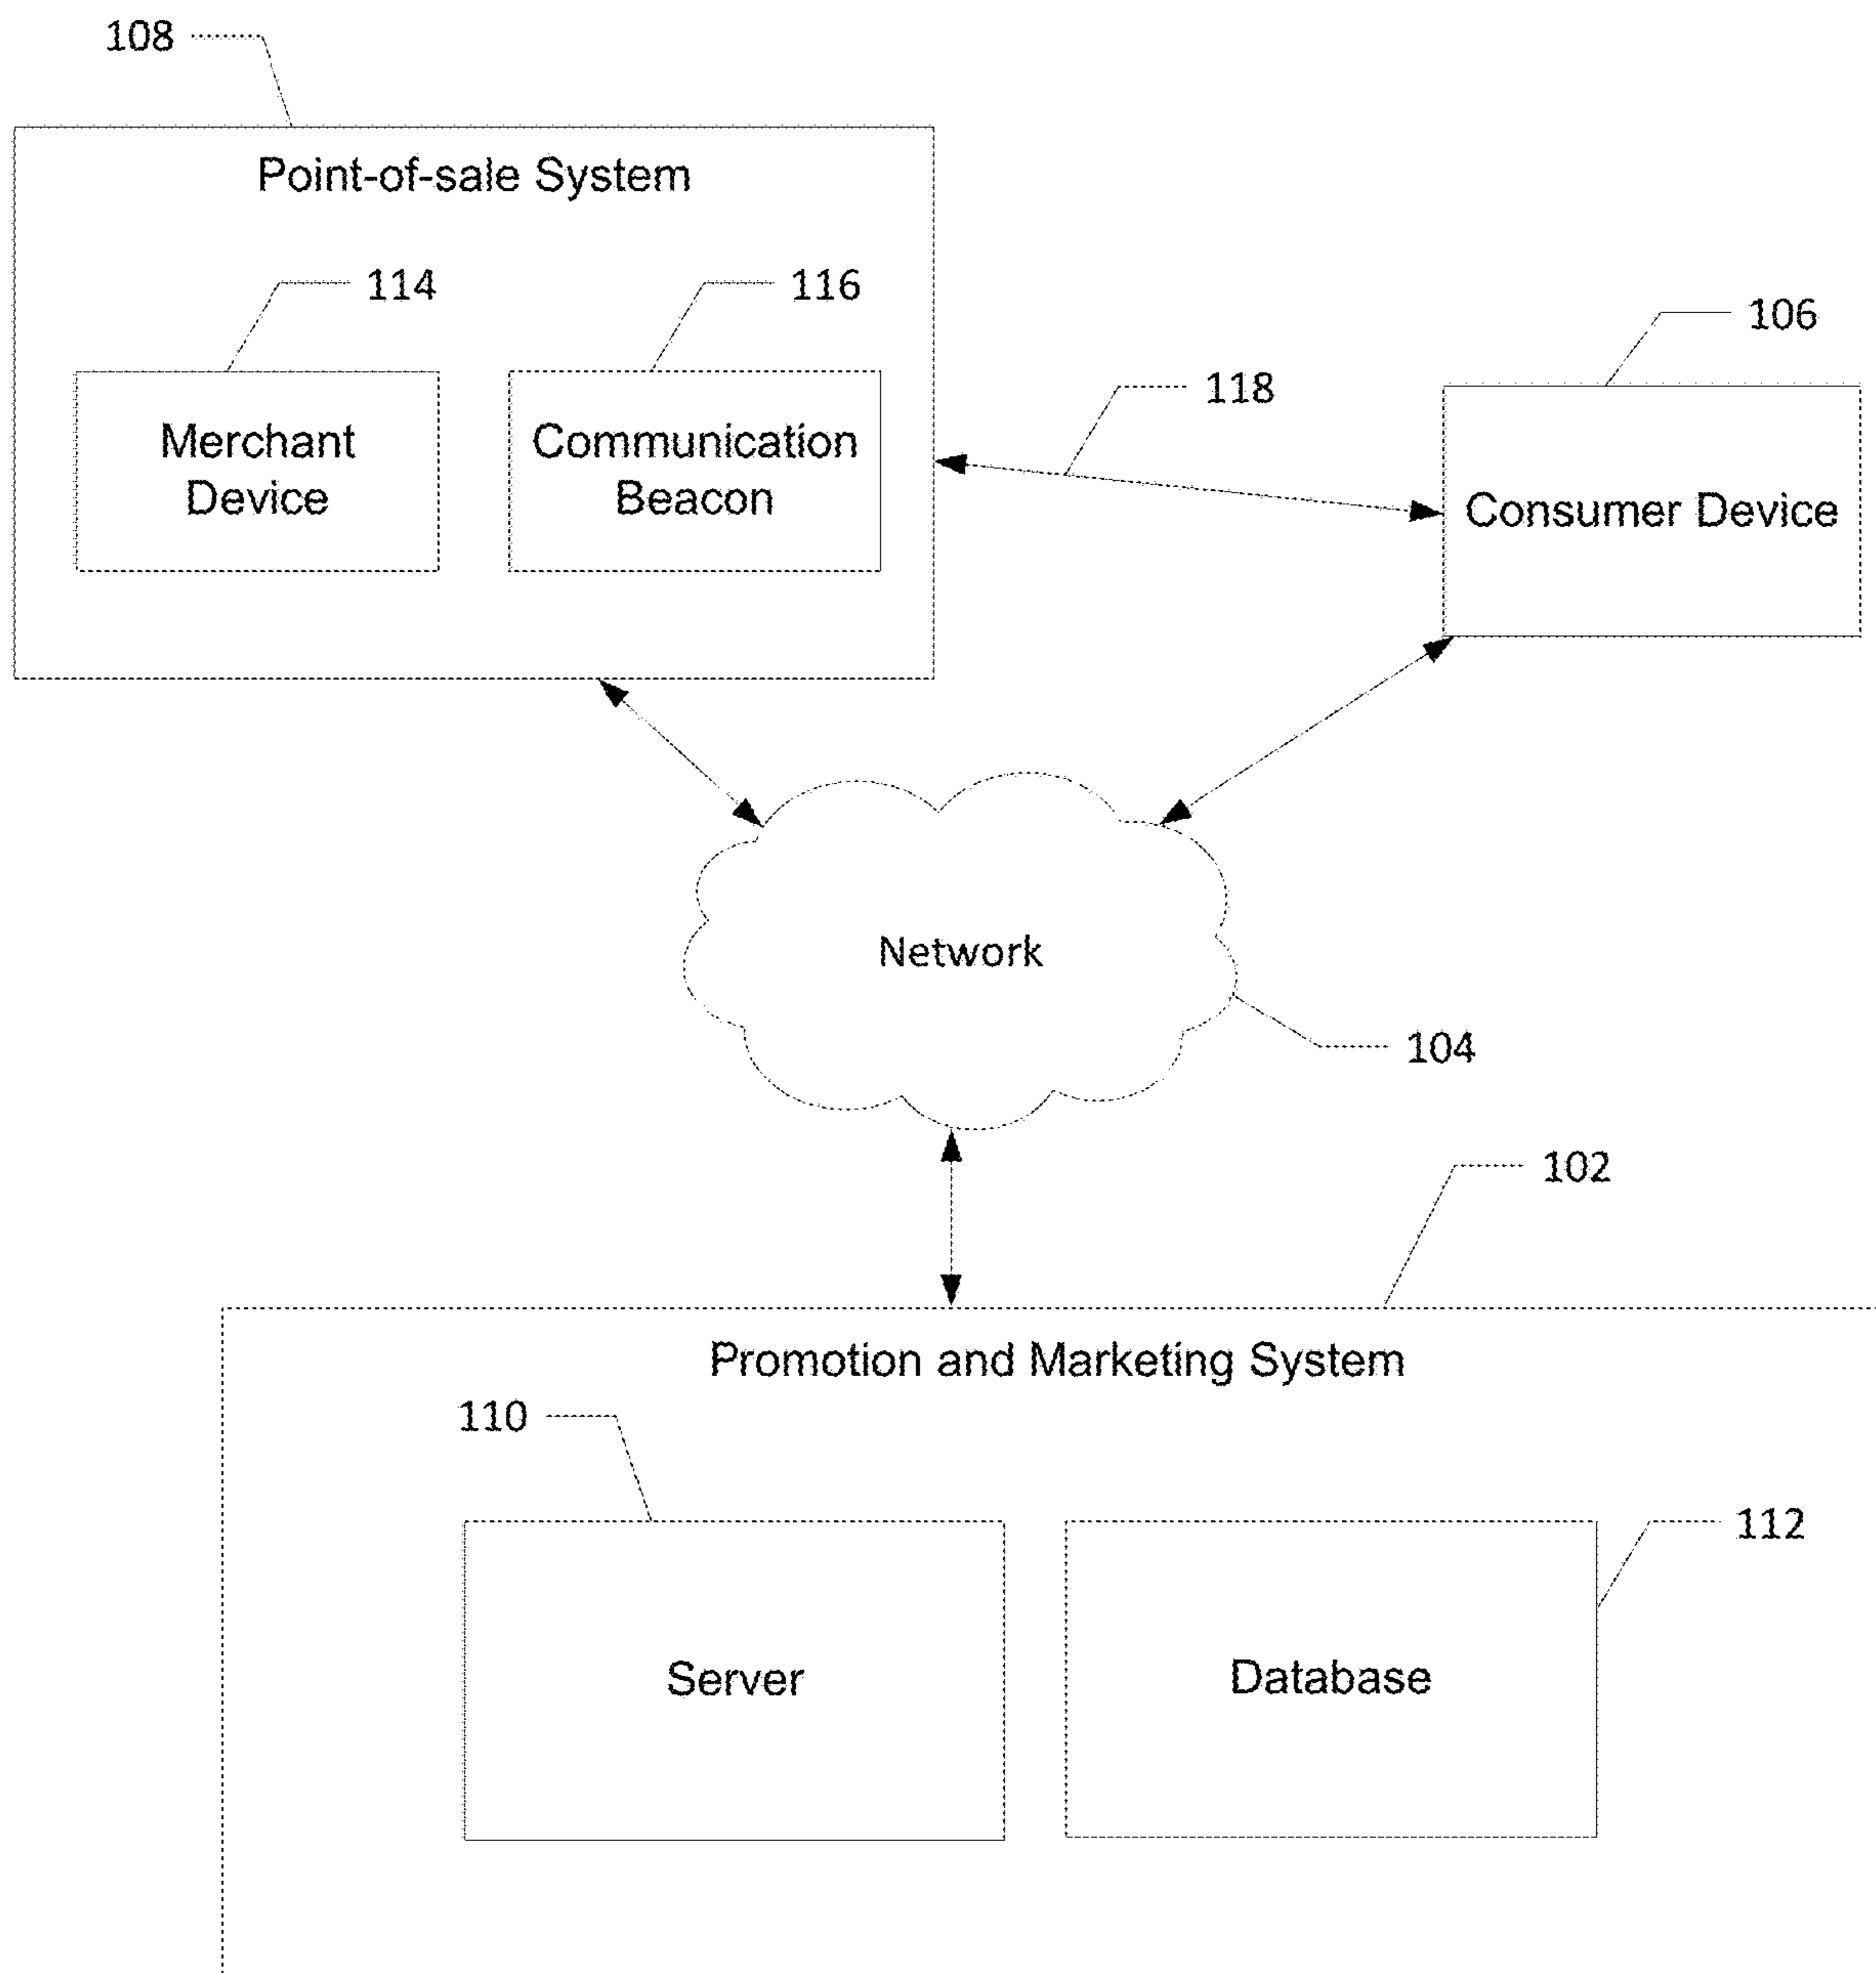 108
Point-of-sale System
114
116
106
118
Merchant
Device
Communication
Beacon
Consumer Device
Network
104
102
Promotion and Marketing System
110
112
Server
Database